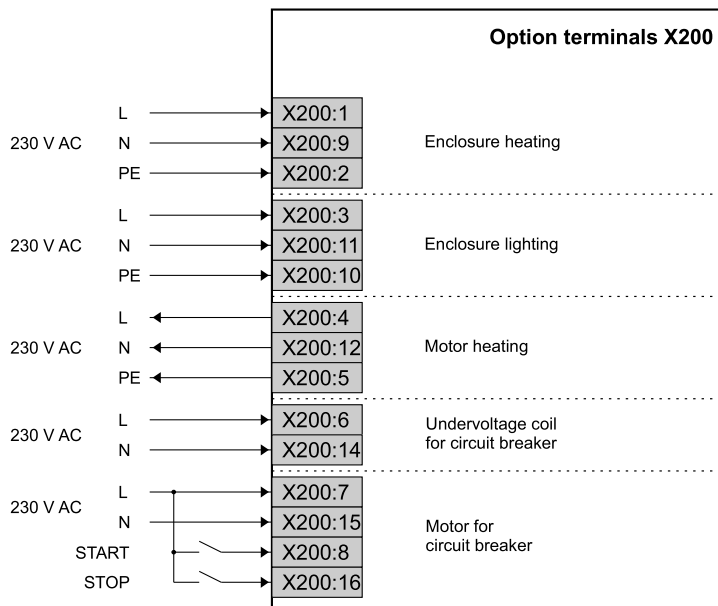 Option terminals X200
L X200:1
230 V AC N X200:9 Enclosure heating
PE X200:2
L X200:3
230 V AC N X200:11 Enclosure lighting
PE X200:10
L X200:4
230 V AC N X200:12 Motor heating
PE X200:5
L X200:6 Undervoltage coil
230 V AC
N X200:14 for circuit breaker
L X200:7
230 V AC
N X200:15 Motor for
START X200:8 circuit breaker
STOP X200:16